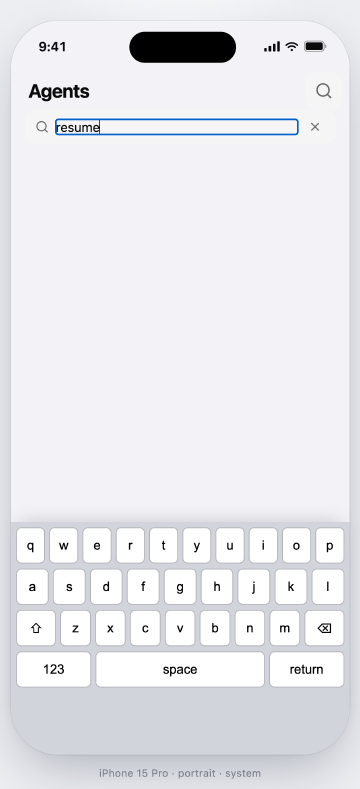 9:41
Agents
resume
q w e r t y u i o p
a s d f g h j k l
z x c v b n m
123 space return
iPhone 15 Pro · portrait · system